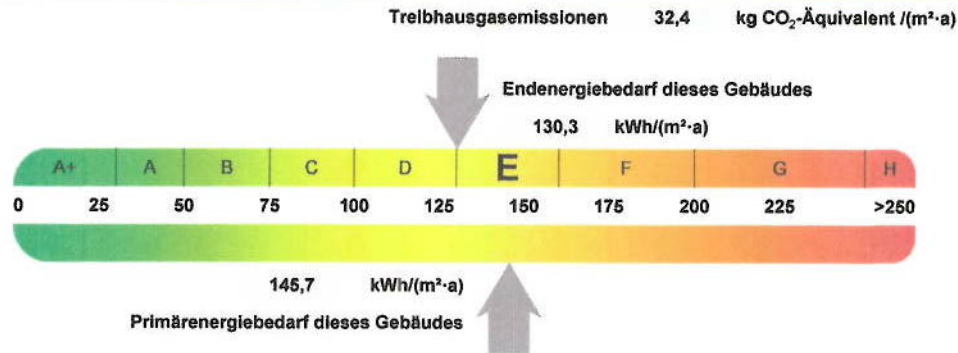 Treibhausgasemissionen 32,4 kg CO₂-Äquivalent /(m²·a)
Endenergiebedarf dieses Gebäudes
130,3 kWh/(m²·a)
A+ A B C D E F G H
0 25 50 75 100 125 150 175 200 225 >250
145,7 kWh/(m²·a)
Primärenergiebedarf dieses Gebäudes